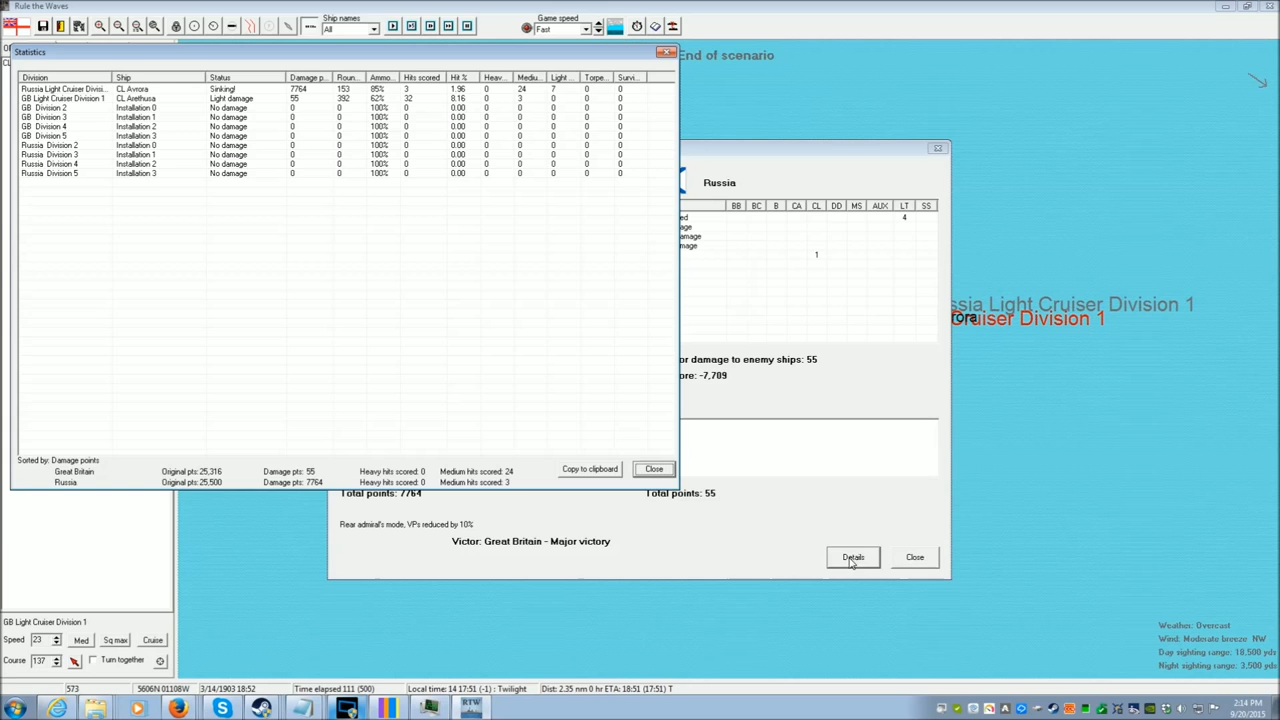 Rule the Waves
Ship names
All
Game speed
Fast
End of scenario
Statistics
Division Ship Status Damage p... Roun... Ammo... Hits scored Hit % Heav... Mediu... Light ... Torpe... Survi...
Russia Light Cruiser Divisi... CL Avrora Sinking! 7764 153 85% 3 1.96 0 24 7 0 0
GB Light Cruiser Division 1 CL Arethusa Light damage 55 392 62% 32 8.16 0 3 0 0 0
GB Division 2 Installation 0 No damage 0 0 100% 0 0.00 0 0 0 0 0
GB Division 3 Installation 1 No damage 0 0 100% 0 0.00 0 0 0 0 0
GB Division 4 Installation 2 No damage 0 0 100% 0 0.00 0 0 0 0 0
GB Division 5 Installation 3 No damage 0 0 100% 0 0.00 0 0 0 0 0
Russia Division 2 Installation 0 No damage 0 0 100% 0 0.00 0 0 0 0 0
Russia Division 3 Installation 1 No damage 0 0 100% 0 0.00 0 0 0 0 0
Russia Division 4 Installation 2 No damage 0 0 100% 0 0.00 0 0 0 0 0
Russia Division 5 Installation 3 No damage 0 0 100% 0 0.00 0 0 0 0 0
Sorted by: Damage points
Great Britain Original pts: 25,316 Damage pts: 55 Heavy hits scored: 0 Medium hits scored: 24
Russia Original pts: 25,500 Damage pts: 7764 Heavy hits scored: 0 Medium hits scored: 3
Copy to clipboard Close
Russia
BB BC B CA CL DD MS AUX LT SS
ed 4
age
amage
mage
1
or damage to enemy ships: 55
ore: -7,709
Total points: 7764 Total points: 55
Rear admiral's mode, VPs reduced by 10%
Victor: Great Britain - Major victory
Details Close
ssia Light Cruiser Division 1
rora
Cruiser Division 1
GB Light Cruiser Division 1
Speed 23 Med Sq max Cruise
Course 137 Turn together
Weather: Overcast
Wind: Moderate breeze NW
Day sighting range: 18,500 yds
Night sighting range: 3,500 yds
573 5606N 01108W 3/14/1903 18:52 Time elapsed 111 (500) Local time: 14 17:51 (-1) : Twilight Dist: 2.35 nm 0 hr ETA: 18:51 (17:51) T
RTW
2:14 PM
9/20/2015